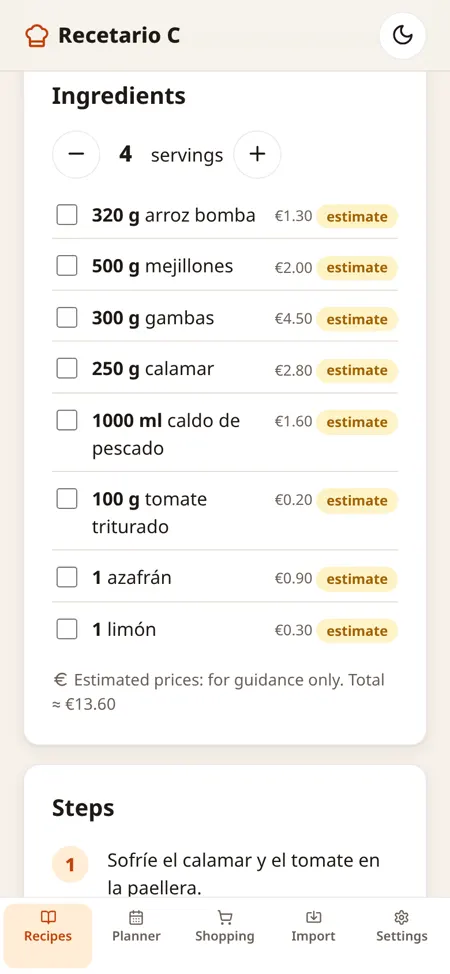 Recetario C
Ingredients
4 servings
320 g arroz bomba €1.30 estimate
500 g mejillones €2.00 estimate
300 g gambas €4.50 estimate
250 g calamar €2.80 estimate
1000 ml caldo de €1.60 estimate
pescado
100 g tomate €0.20 estimate
triturado
1 azafrán €0.90 estimate
1 limón €0.30 estimate
€ Estimated prices: for guidance only. Total
≈ €13.60
Steps
1 Sofríe el calamar y el tomate en
la paellera.
Recipes Planner Shopping Import Settings